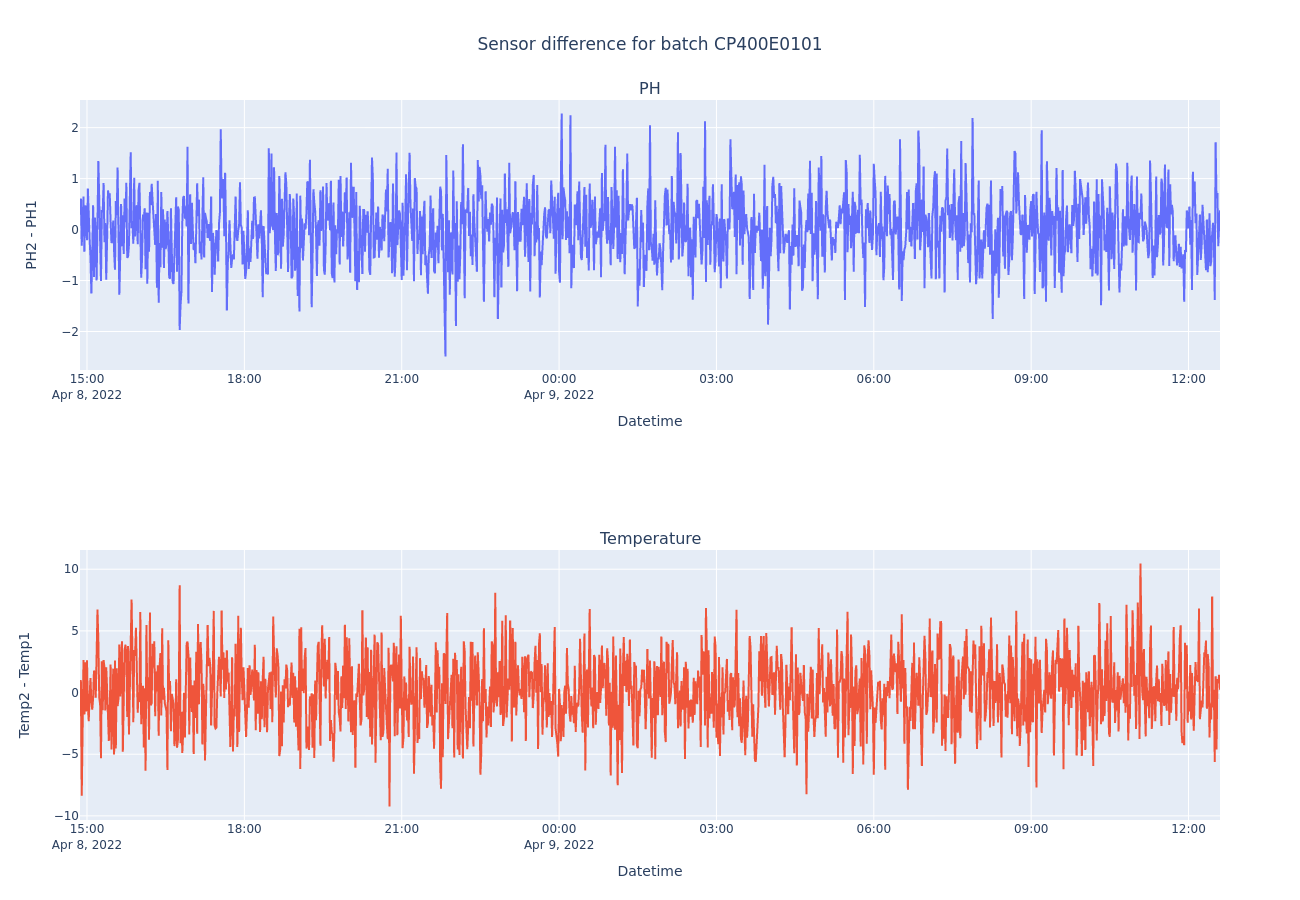 Sensor difference for batch CP400E0101
PH
PH2 - PH1
2
1
0
−1
−2
15:00 18:00 21:00 00:00 03:00 06:00 09:00 12:00
Apr 8, 2022 Apr 9, 2022
Datetime
Temperature
Temp2 - Temp1
10
5
0
−5
−10
15:00 18:00 21:00 00:00 03:00 06:00 09:00 12:00
Apr 8, 2022 Apr 9, 2022
Datetime